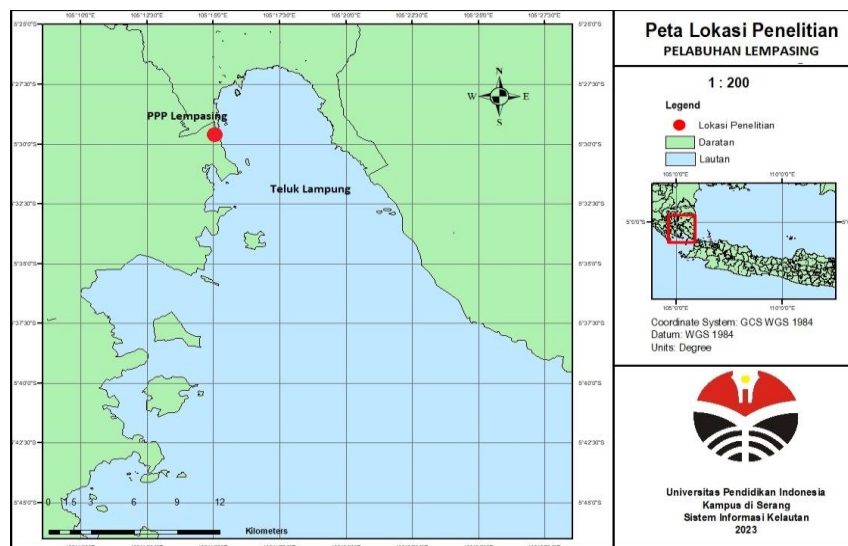 Peta Lokasi Penelitian
PELABUHAN LEMPASING
1 : 200
Legend
Lokasi Penelitian
Daratan
Lautan
105°0'0"E 110°0'0"E
5°0'0"S
105°0'0"E 110°0'0"E
Coordinate System: GCS WGS 1984
Datum: WGS 1984
Units: Degree
Universitas Pendidikan Indonesia
Kampus di Serang
Sistem Informasi Kelautan
2023
105°12'30"E 105°15'0"E 105°17'30"E 105°20'0"E 105°22'30"E 105°25'0"E 105°27'30"E
5°25'0"S
5°27'30"S
5°30'0"S
5°32'30"S
5°35'0"S
5°37'30"S
5°40'0"S
5°42'30"S
5°45'0"S
N
W E
S
PPP Lempasing
Teluk Lampung
0 1.5 3 6 9 12
Kilometers